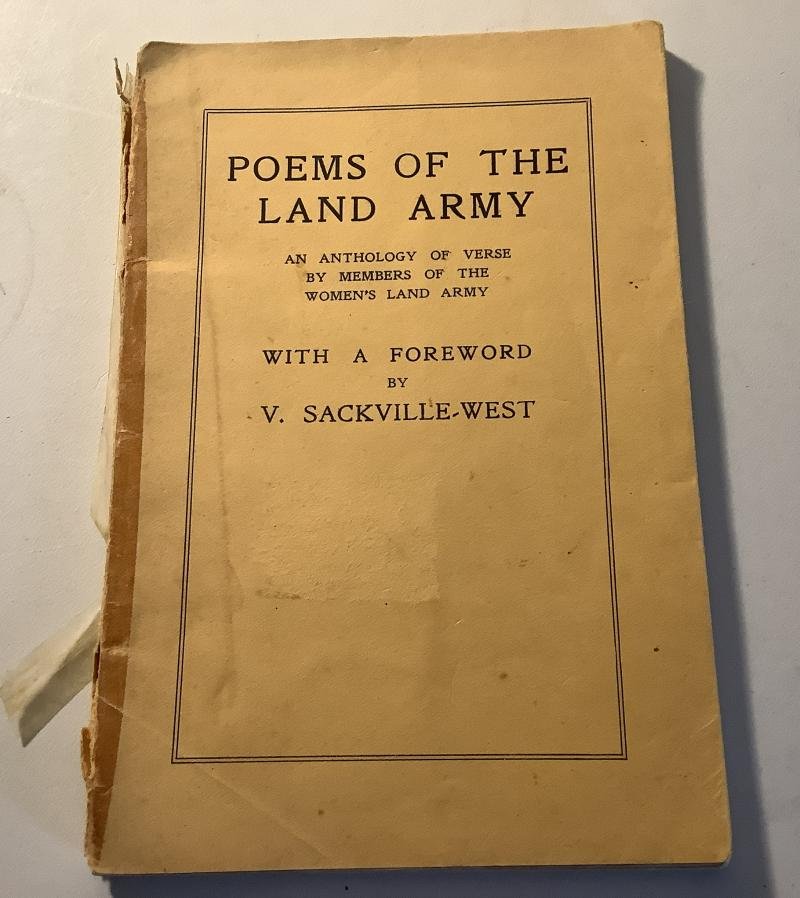 POEMS OF THE
LAND ARMY
AN ANTHOLOGY OF VERSE
BY MEMBERS OF THE
WOMEN'S LAND ARMY
WITH A FOREWORD
BY
V. SACKVILLE-WEST